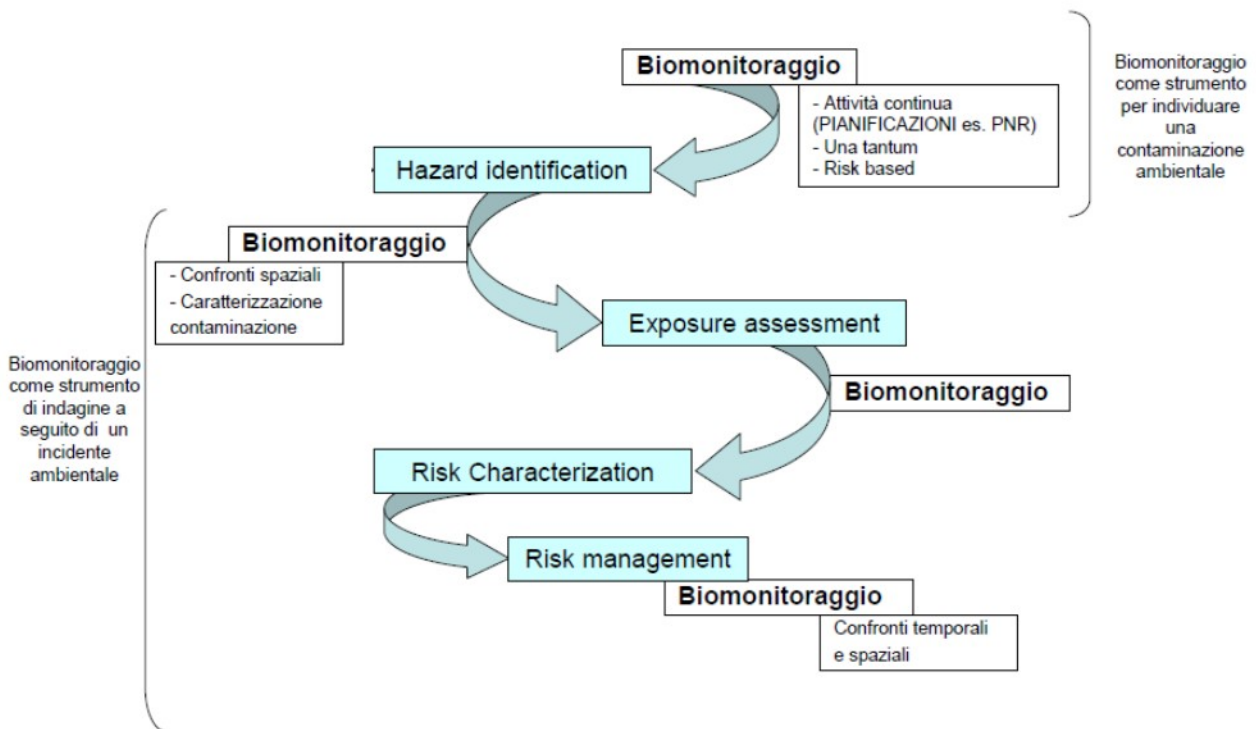 Biomonitoraggio
- Attività continua
(PIANIFICAZIONI es. PNR)
- Una tantum
- Risk based
Biomonitoraggio
come strumento
per individuare
una
contaminazione
ambientale
Hazard identification
Biomonitoraggio
- Confronti spaziali
- Caratterizzazione
contaminazione
Exposure assessment
Biomonitoraggio
come strumento
di indagine a
seguito di un
incidente
ambientale
Biomonitoraggio
Risk Characterization
Risk management
Biomonitoraggio
Confronti temporali
e spaziali